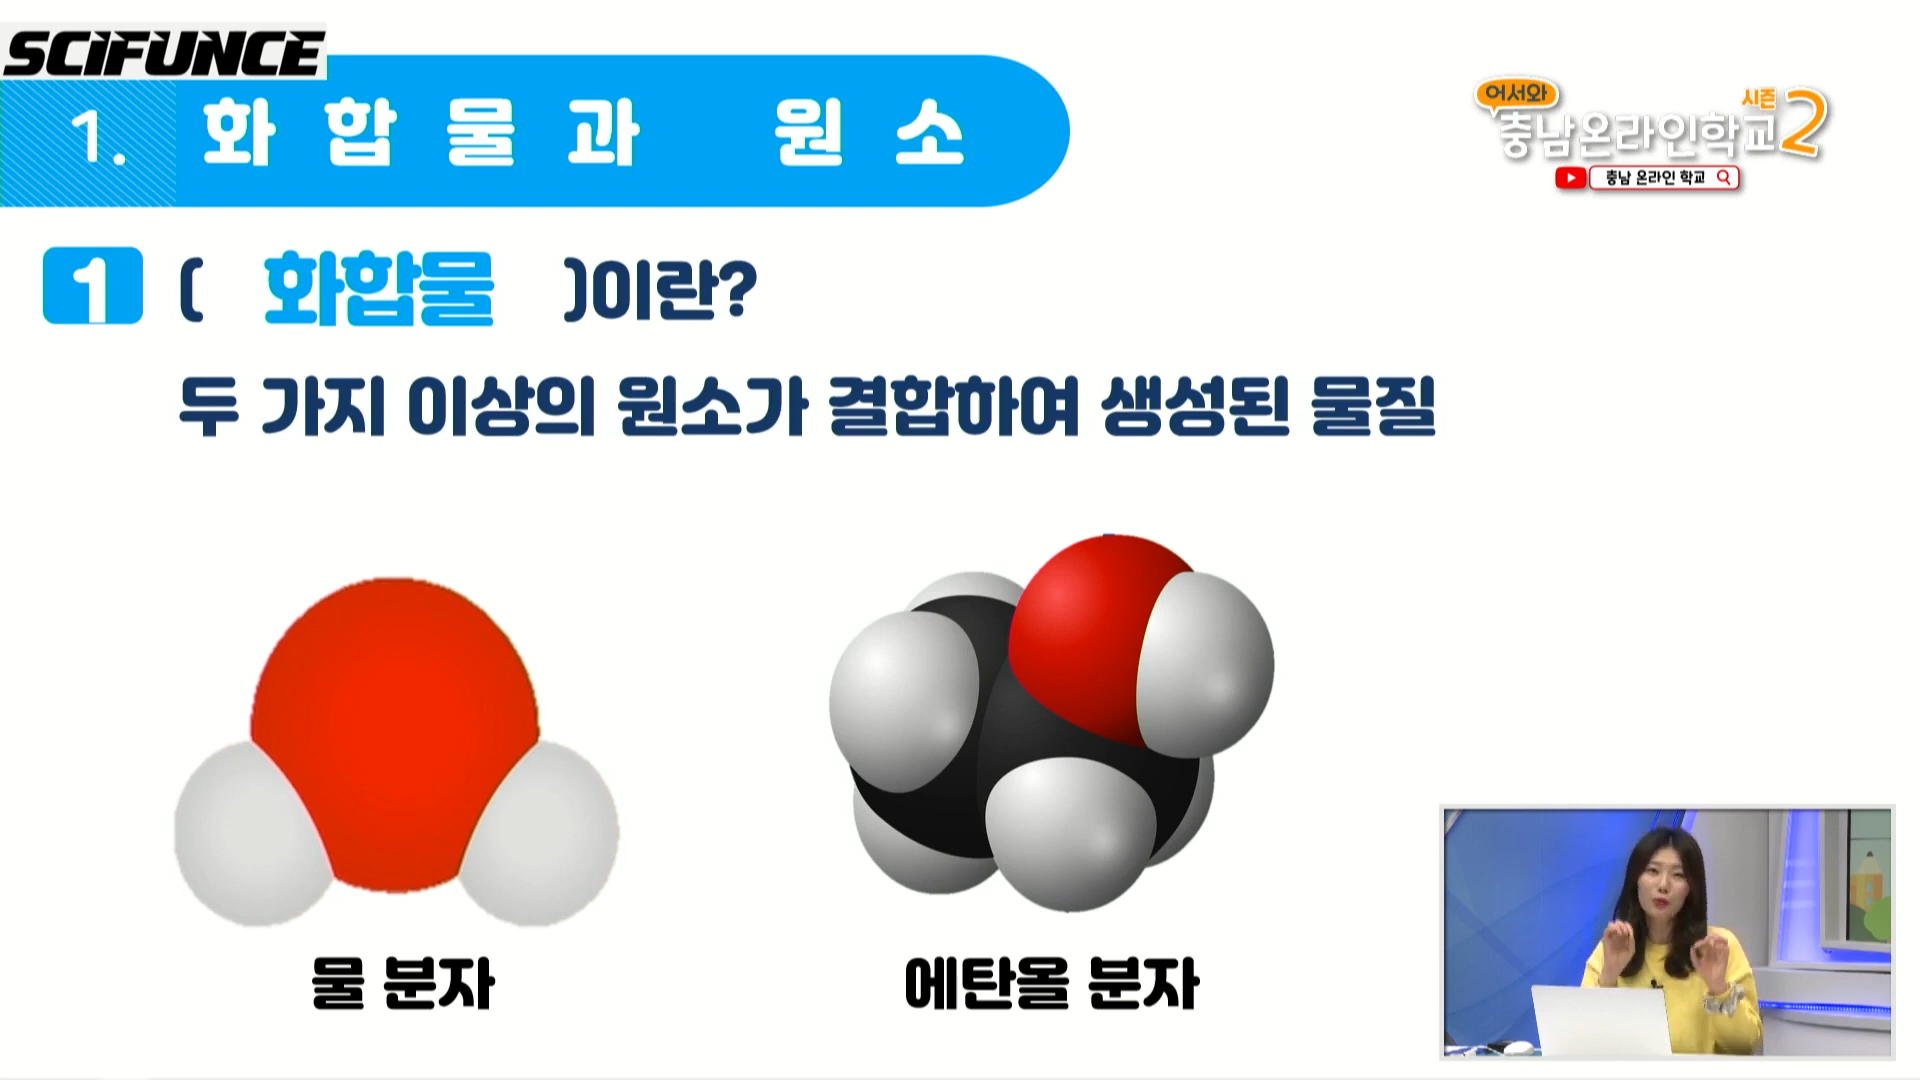 SCIFUNCE
1. 화합물과 원소
어서와
충남온라인학교 시즌2
충남 온라인 학교
1 ( 화합물 )이란?
두 가지 이상의 원소가 결합하여 생성된 물질
물 분자
에탄올 분자